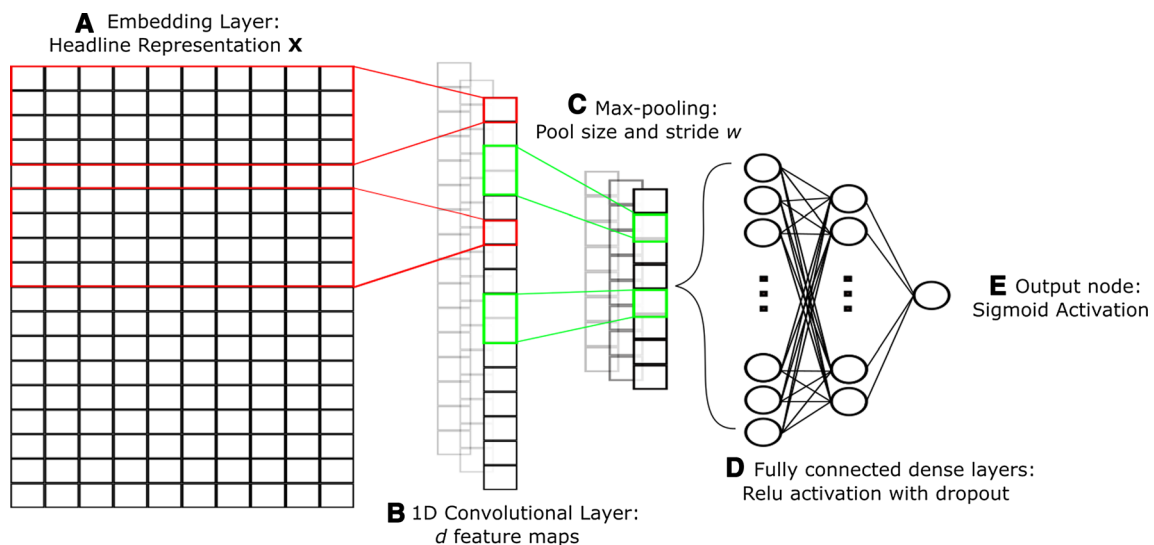 A Embedding Layer:
Headline Representation X
C Max-pooling:
Pool size and stride w
E Output node:
Sigmoid Activation
D Fully connected dense layers:
Relu activation with dropout
B 1D Convolutional Layer:
d feature maps